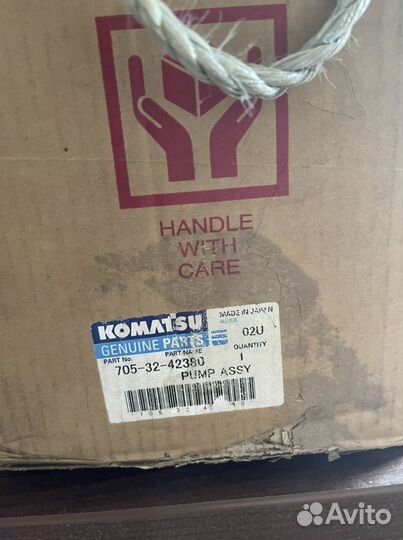 HANDLE
WITH
CARE
KOMATSU
MADE IN JAPAN
GENUINE PARTS
02U
PART No.
PART NAME
QUANTITY
705-32-42380
1
PUMP ASSY
Avito